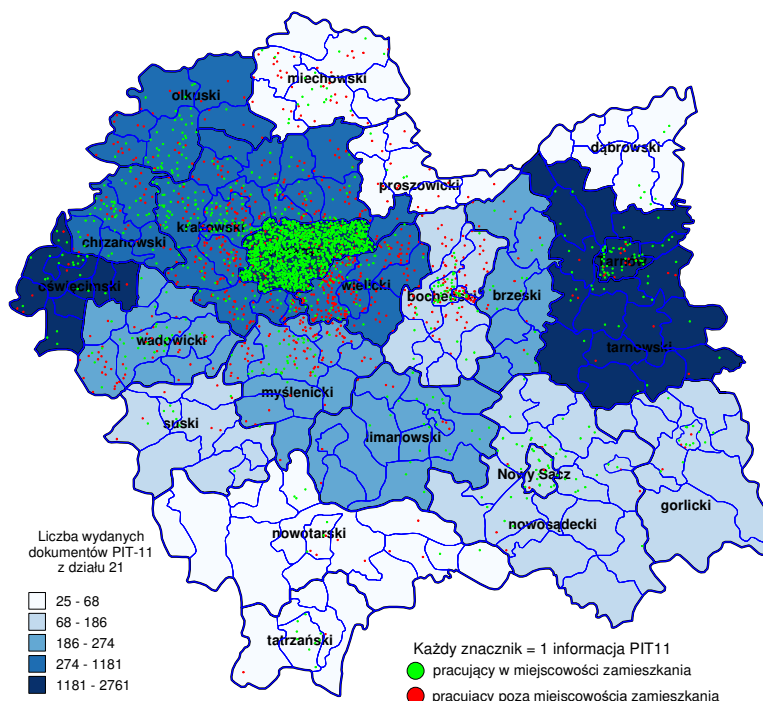 miechowski
olkuski
dąbrowski
proszowicki
krakowski
chrzanowski
Tarnów
oświęcimski
wielicki
bocheński
brzeski
wadowicki
tarnowski
myślenicki
suski
limanowski
Nowy Sącz
gorlicki
nowosądecki
nowotarski
tatrzański
Liczba wydanych
dokumentów PIT-11
z działu 21
25 - 68
68 - 186
186 - 274
274 - 1181
1181 - 2761
Każdy znacznik = 1 informacja PIT11
pracujący w miejscowości zamieszkania
pracujący poza miejscowością zamieszkania